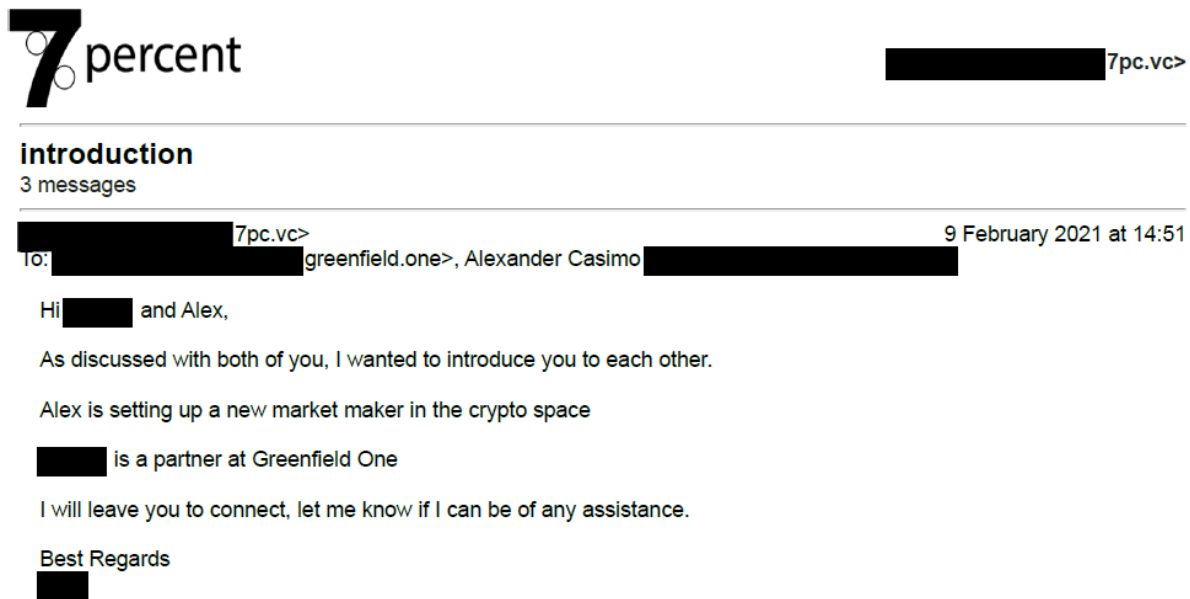 7 percent
7pc.vc>
introduction
3 messages
7pc.vc> 9 February 2021 at 14:51
To: greenfield.one>, Alexander Casimo
Hi and Alex,
As discussed with both of you, I wanted to introduce you to each other.
Alex is setting up a new market maker in the crypto space
is a partner at Greenfield One
I will leave you to connect, let me know if I can be of any assistance.
Best Regards